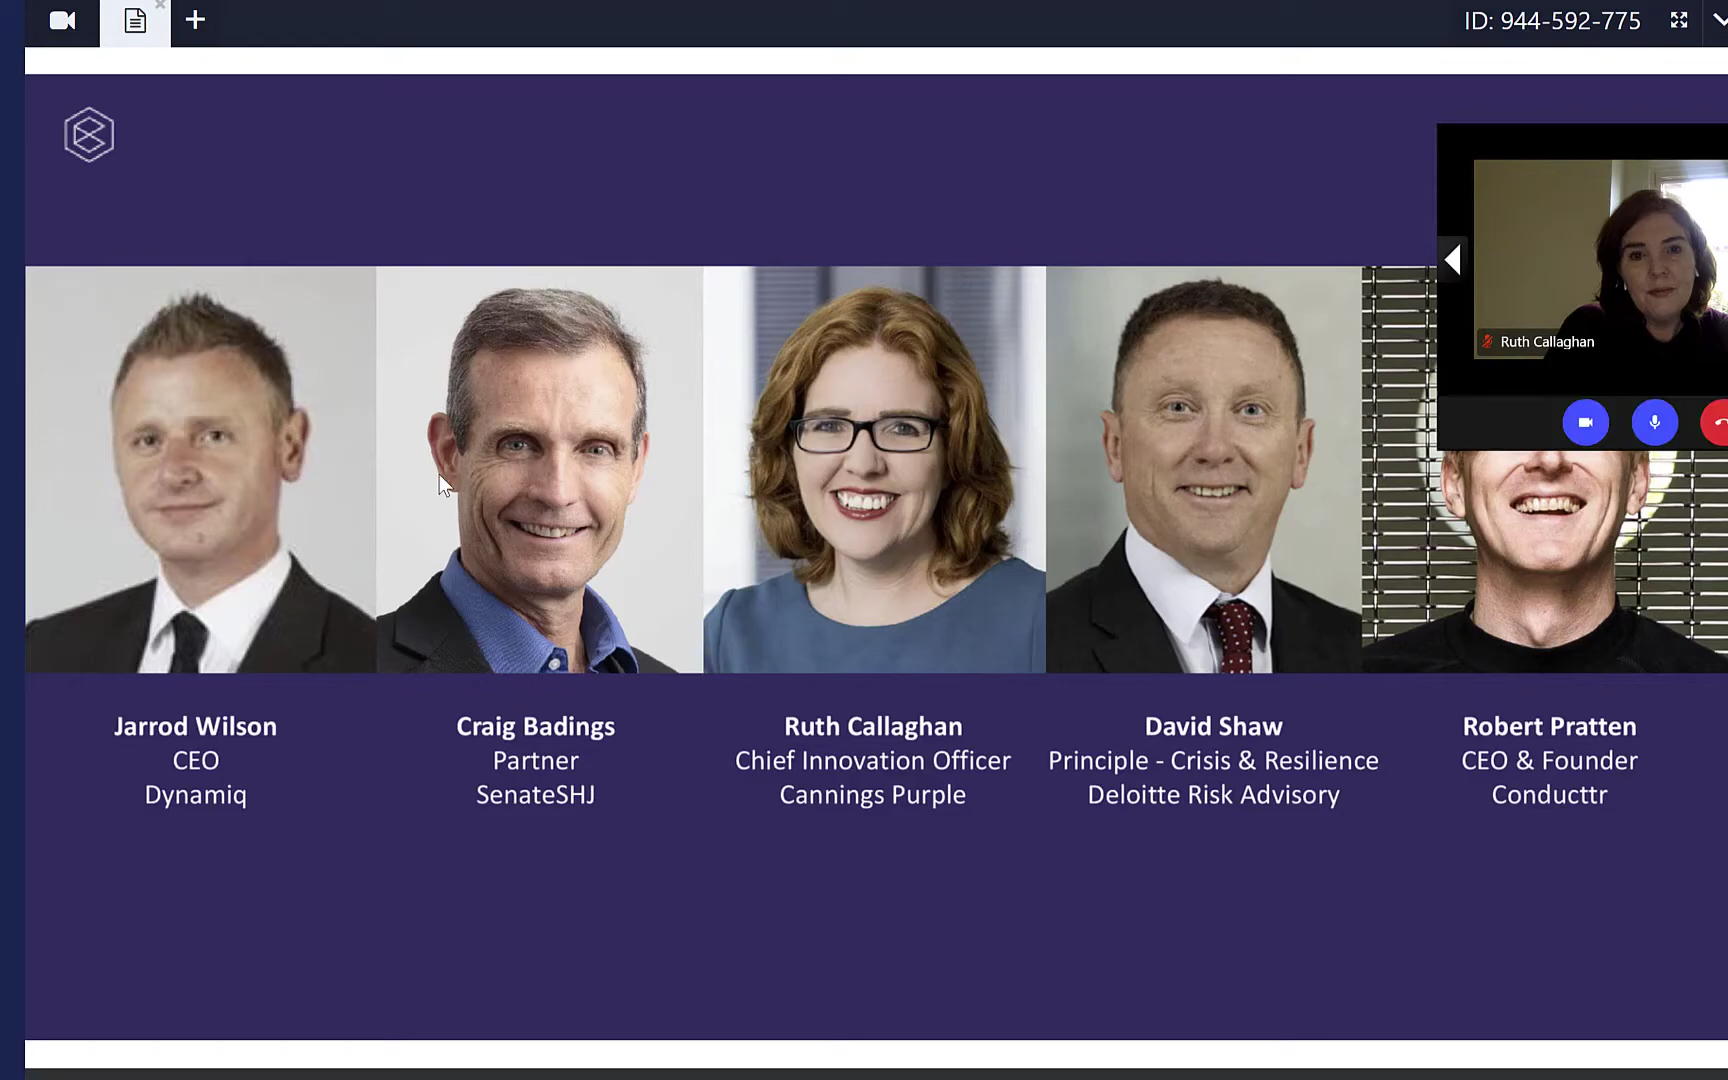 ID: 944-592-775
Ruth Callaghan
Jarrod Wilson
CEO
Dynamiq
Craig Badings
Partner
SenateSHJ
Ruth Callaghan
Chief Innovation Officer
Cannings Purple
David Shaw
Principle - Crisis & Resilience
Deloitte Risk Advisory
Robert Pratten
CEO & Founder
Conducttr